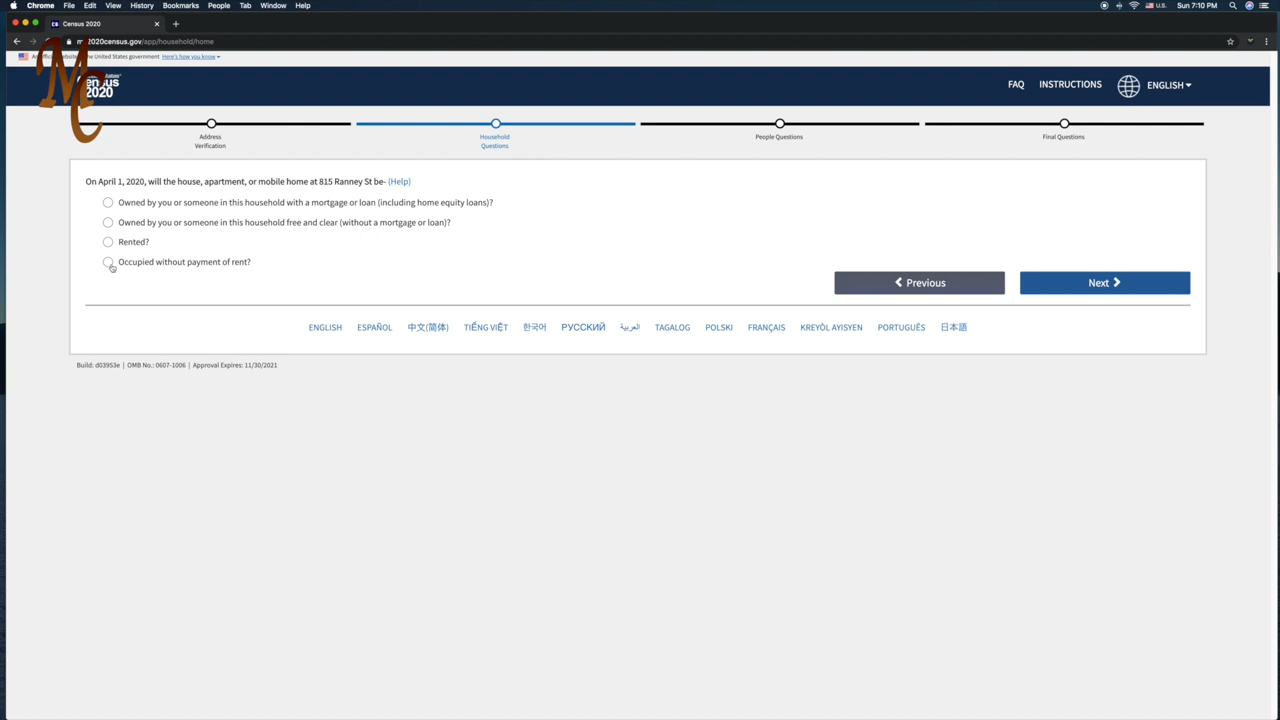 Chrome File Edit View History Bookmarks People Tab Window Help U.S. Sun 7:10 PM
Census 2020
2020census.gov/app/household/home
the United States government Here's how you know
MC
Census
2020
FAQ INSTRUCTIONS ENGLISH
Address
Verification
Household
Questions
People Questions
Final Questions
On April 1, 2020, will the house, apartment, or mobile home at 815 Ranney St be- (Help)
Owned by you or someone in this household with a mortgage or loan (including home equity loans)?
Owned by you or someone in this household free and clear (without a mortgage or loan)?
Rented?
Occupied without payment of rent?
Previous Next
ENGLISH ESPAÑOL 中文(简体) TIẾNG VIỆT 한국어 РУССКИЙ العربية TAGALOG POLSKI FRANÇAIS KREYÒL AYISYEN PORTUGUÊS 日本語
Build: d03953e | OMB No.: 0607-1006 | Approval Expires: 11/30/2021